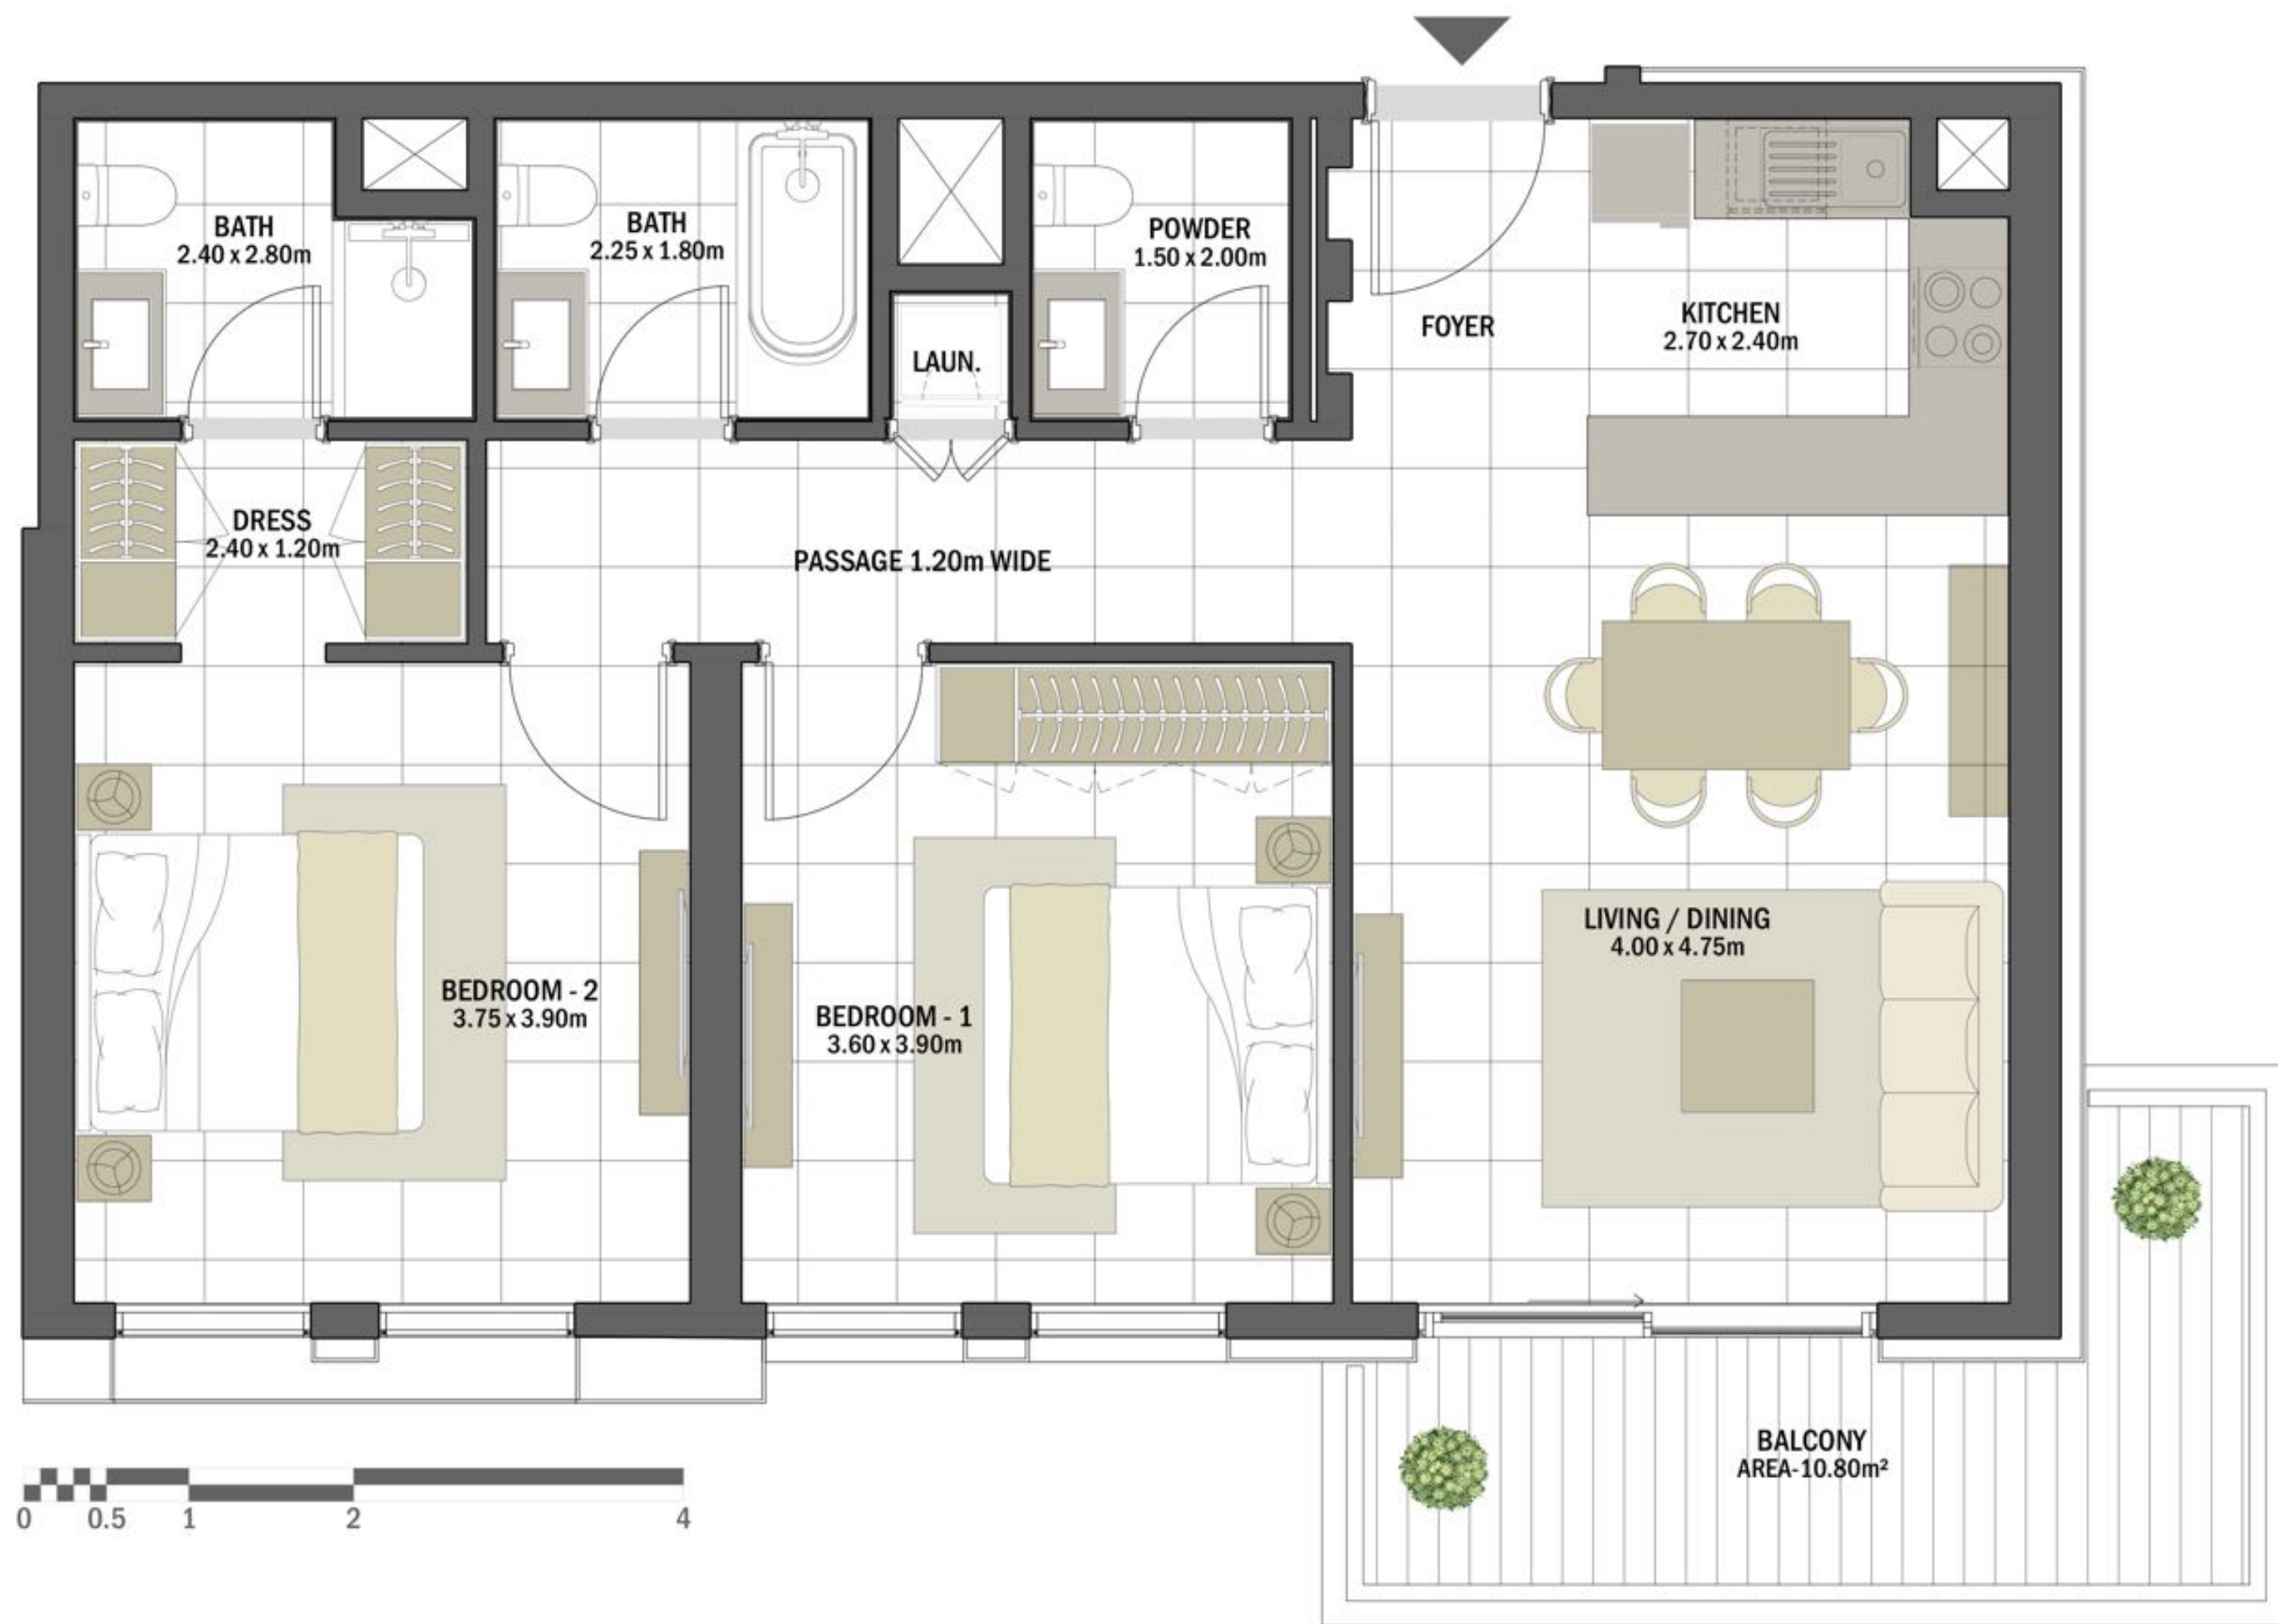 BATH
2.40 x 2.80m
BATH
2.25 x 1.80m
POWDER
1.50 x 2.00m
LAUN.
FOYER
KITCHEN
2.70 x 2.40m
DRESS
2.40 x 1.20m
PASSAGE 1.20m WIDE
BEDROOM - 2
3.75 x 3.90m
BEDROOM - 1
3.60 x 3.90m
LIVING / DINING
4.00 x 4.75m
BALCONY
AREA-10.80m²
0 0.5 1 2 4